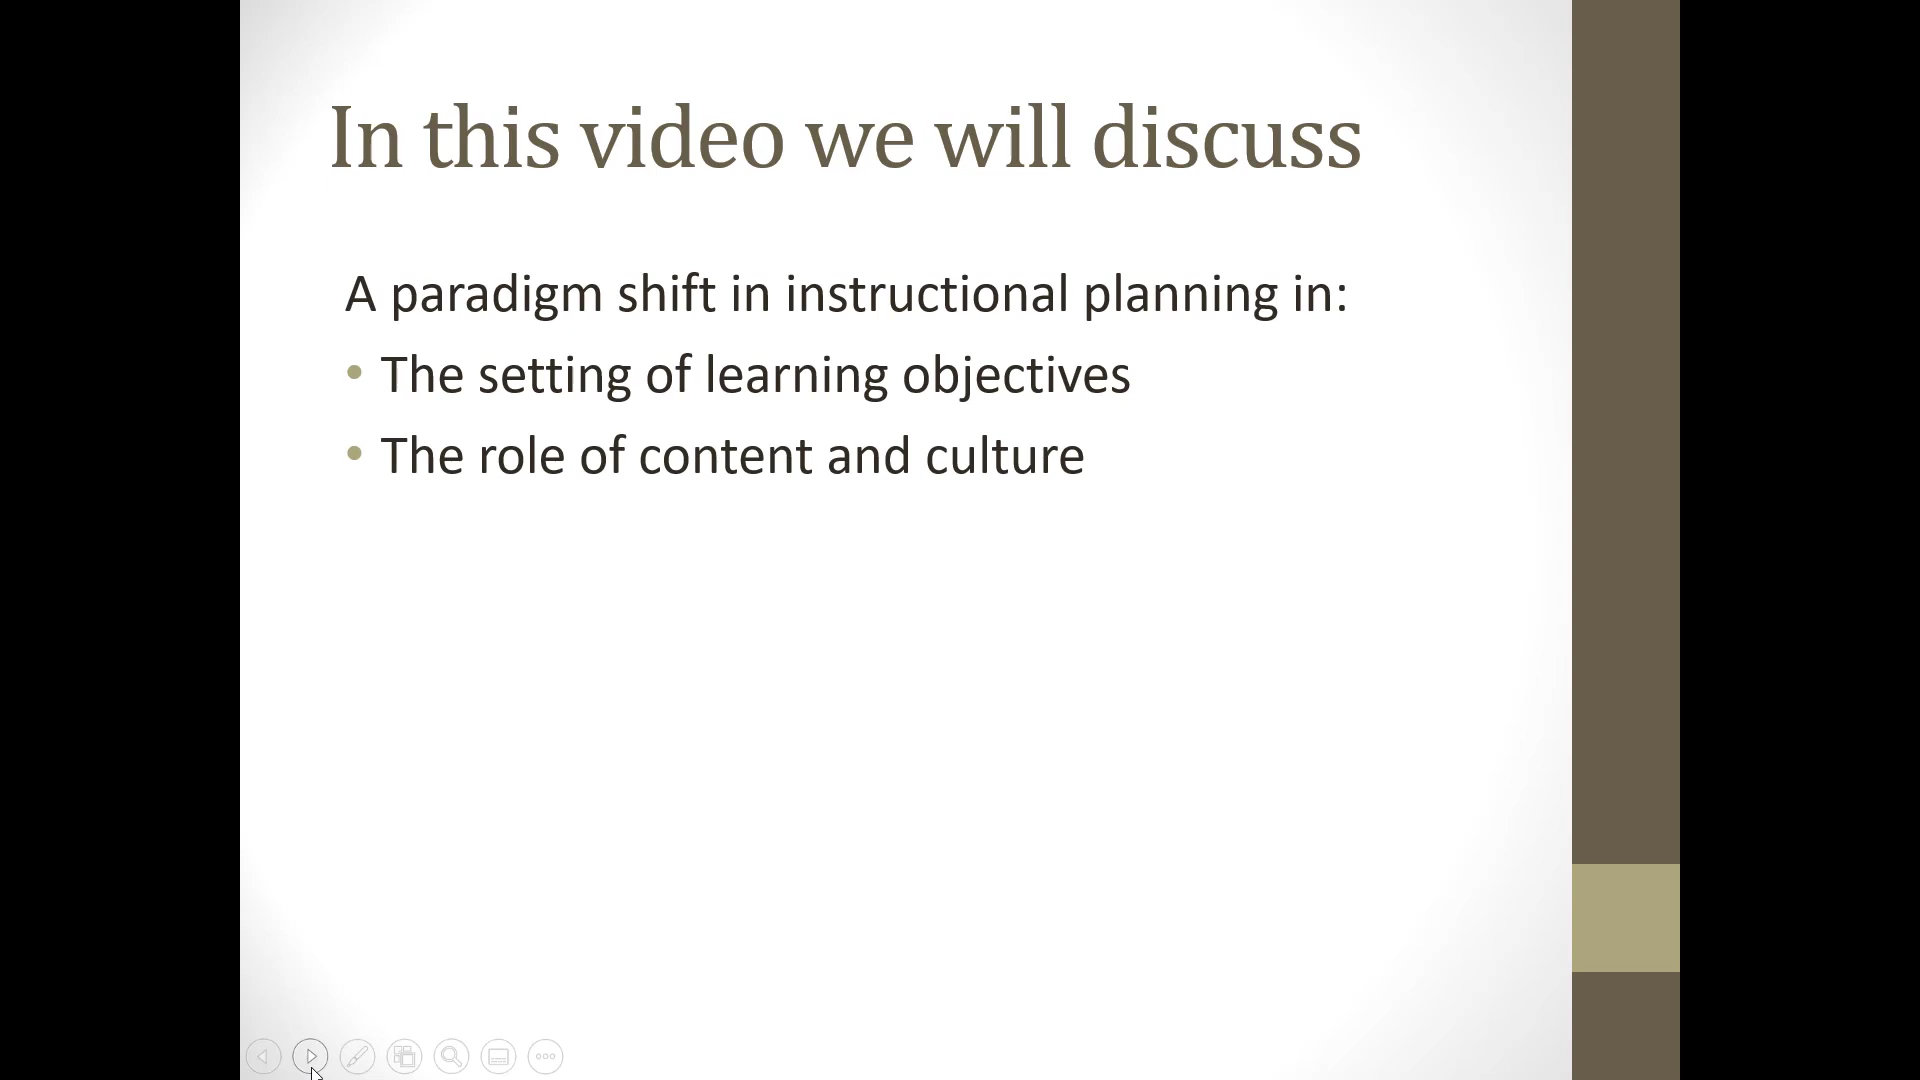 In this video we will discuss
A paradigm shift in instructional planning in:
• The setting of learning objectives
• The role of content and culture